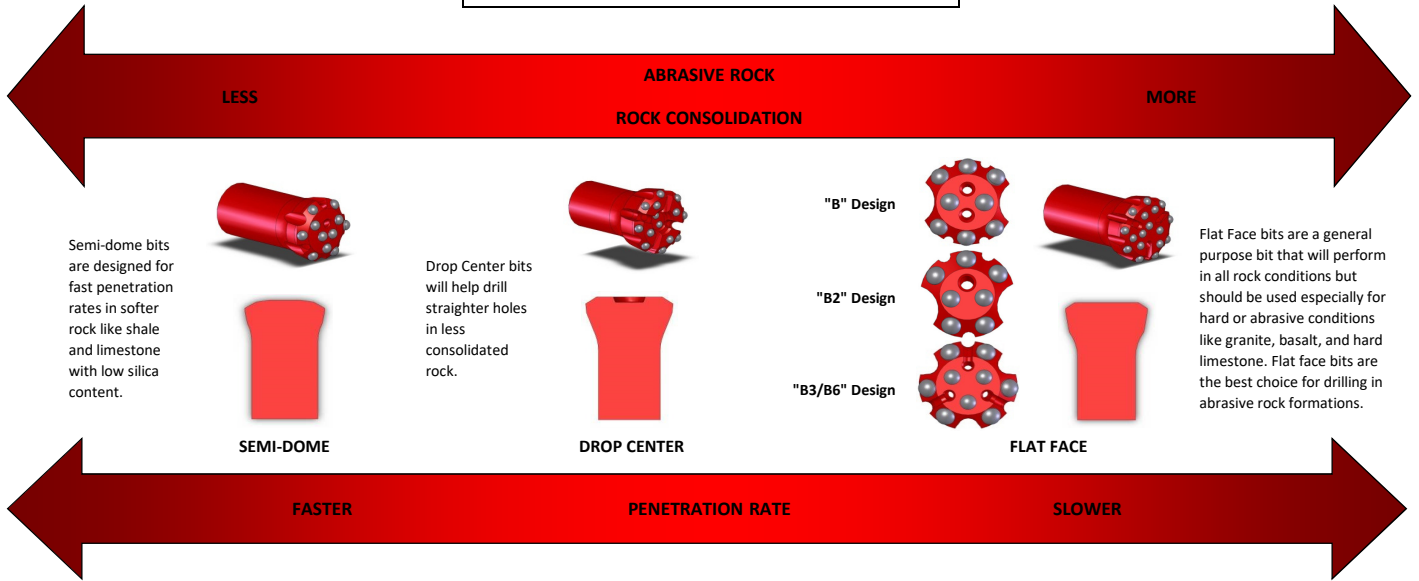 ABRASIVE ROCK
LESS
MORE
ROCK CONSOLIDATION
Semi-dome bits
are designed for
fast penetration
rates in softer
rock like shale
and limestone
with low silica
content.
SEMI-DOME
Drop Center bits
will help drill
straighter holes
in less
consolidated
rock.
DROP CENTER
"B" Design
"B2" Design
"B3/B6" Design
FLAT FACE
Flat Face bits are a general
purpose bit that will perform
in all rock conditions but
should be used especially for
hard or abrasive conditions
like granite, basalt, and hard
limestone. Flat face bits are
the best choice for drilling in
abrasive rock formations.
FASTER
PENETRATION RATE
SLOWER